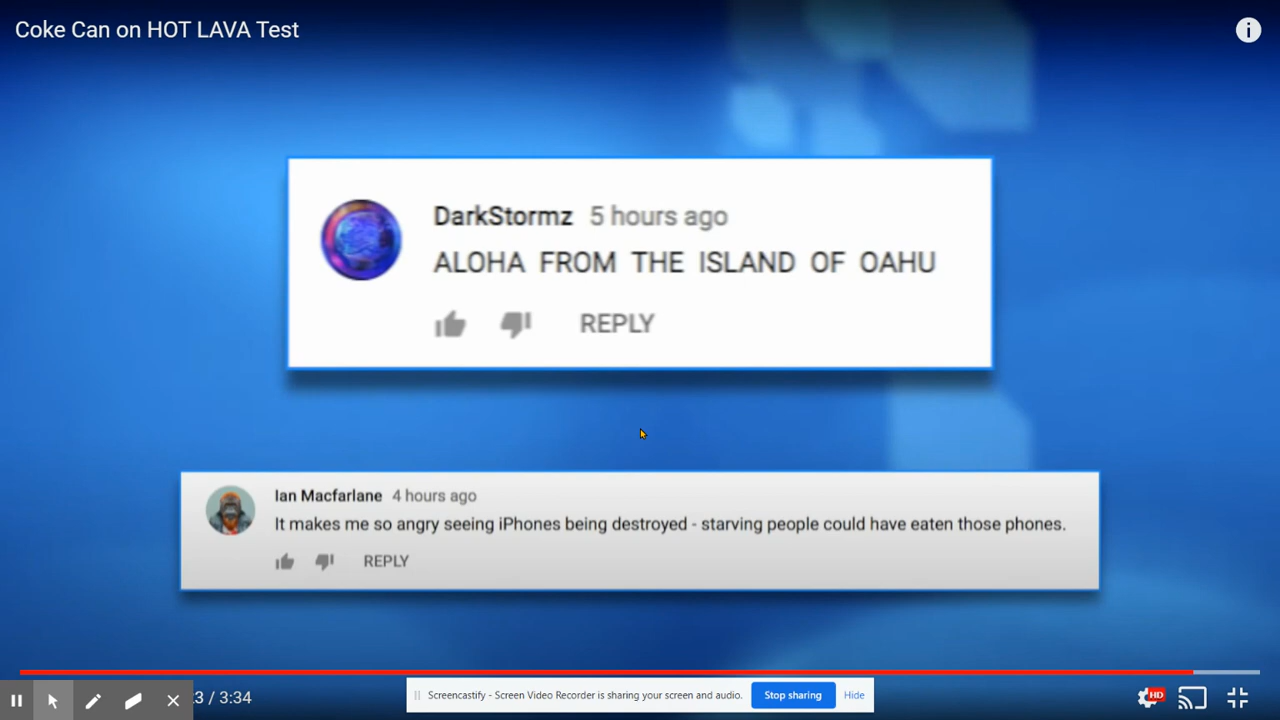 Coke Can on HOT LAVA Test
i
DarkStormz 5 hours ago
ALOHA FROM THE ISLAND OF OAHU
REPLY
Ian Macfarlane 4 hours ago
It makes me so angry seeing iPhones being destroyed - starving people could have eaten those phones.
REPLY
3 / 3:34
Screencastify - Screen Video Recorder is sharing your screen and audio. Stop sharing Hide
HD